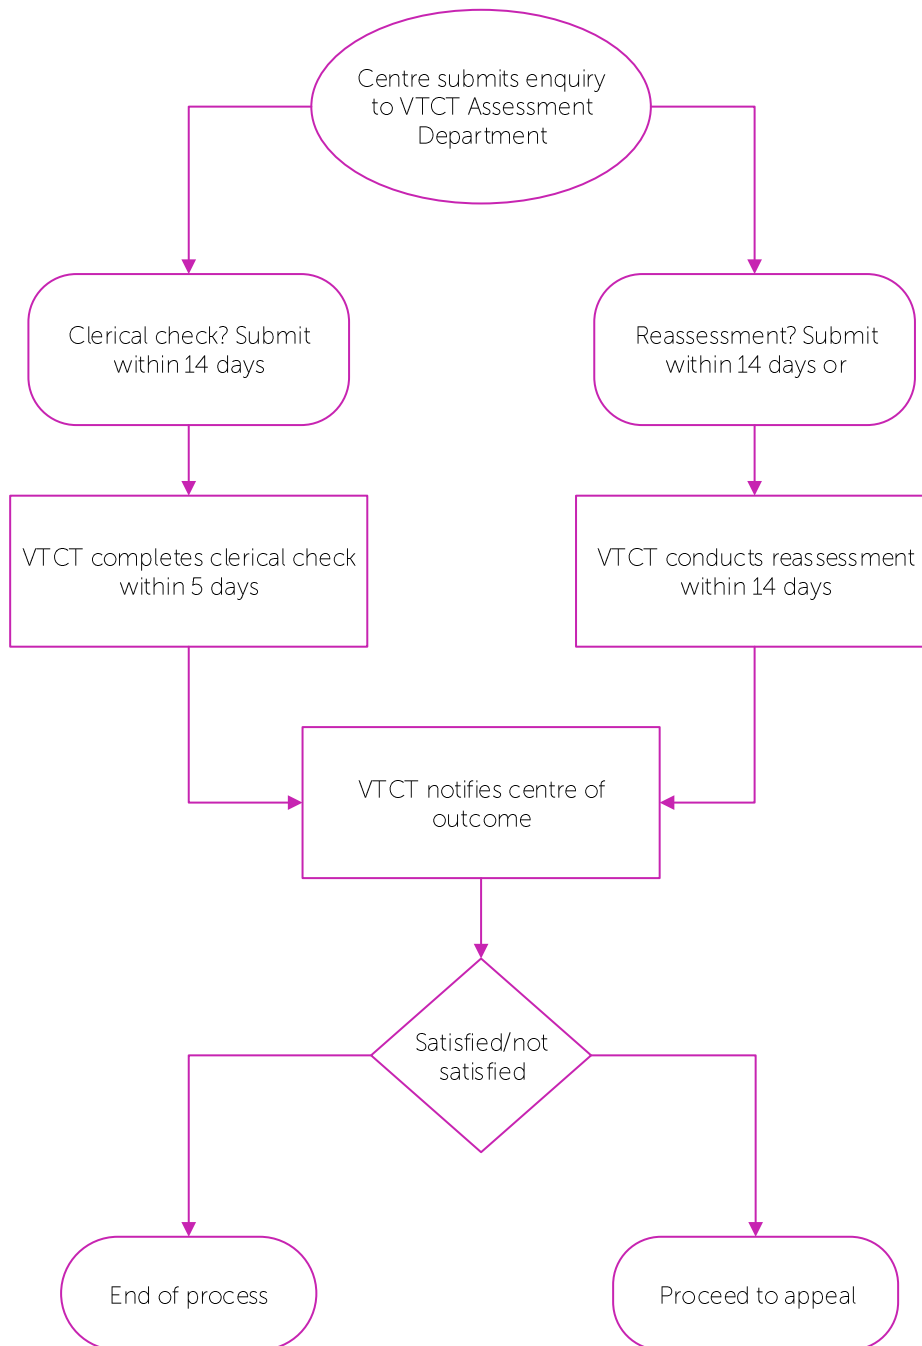 Centre submits enquiry
to VTCT Assessment
Department
Clerical check? Submit
within 14 days
Reassessment? Submit
within 14 days or
VTCT completes clerical check
within 5 days
VTCT conducts reassessment
within 14 days
VTCT notifies centre of
outcome
Satisfied/not
satisfied
End of process
Proceed to appeal